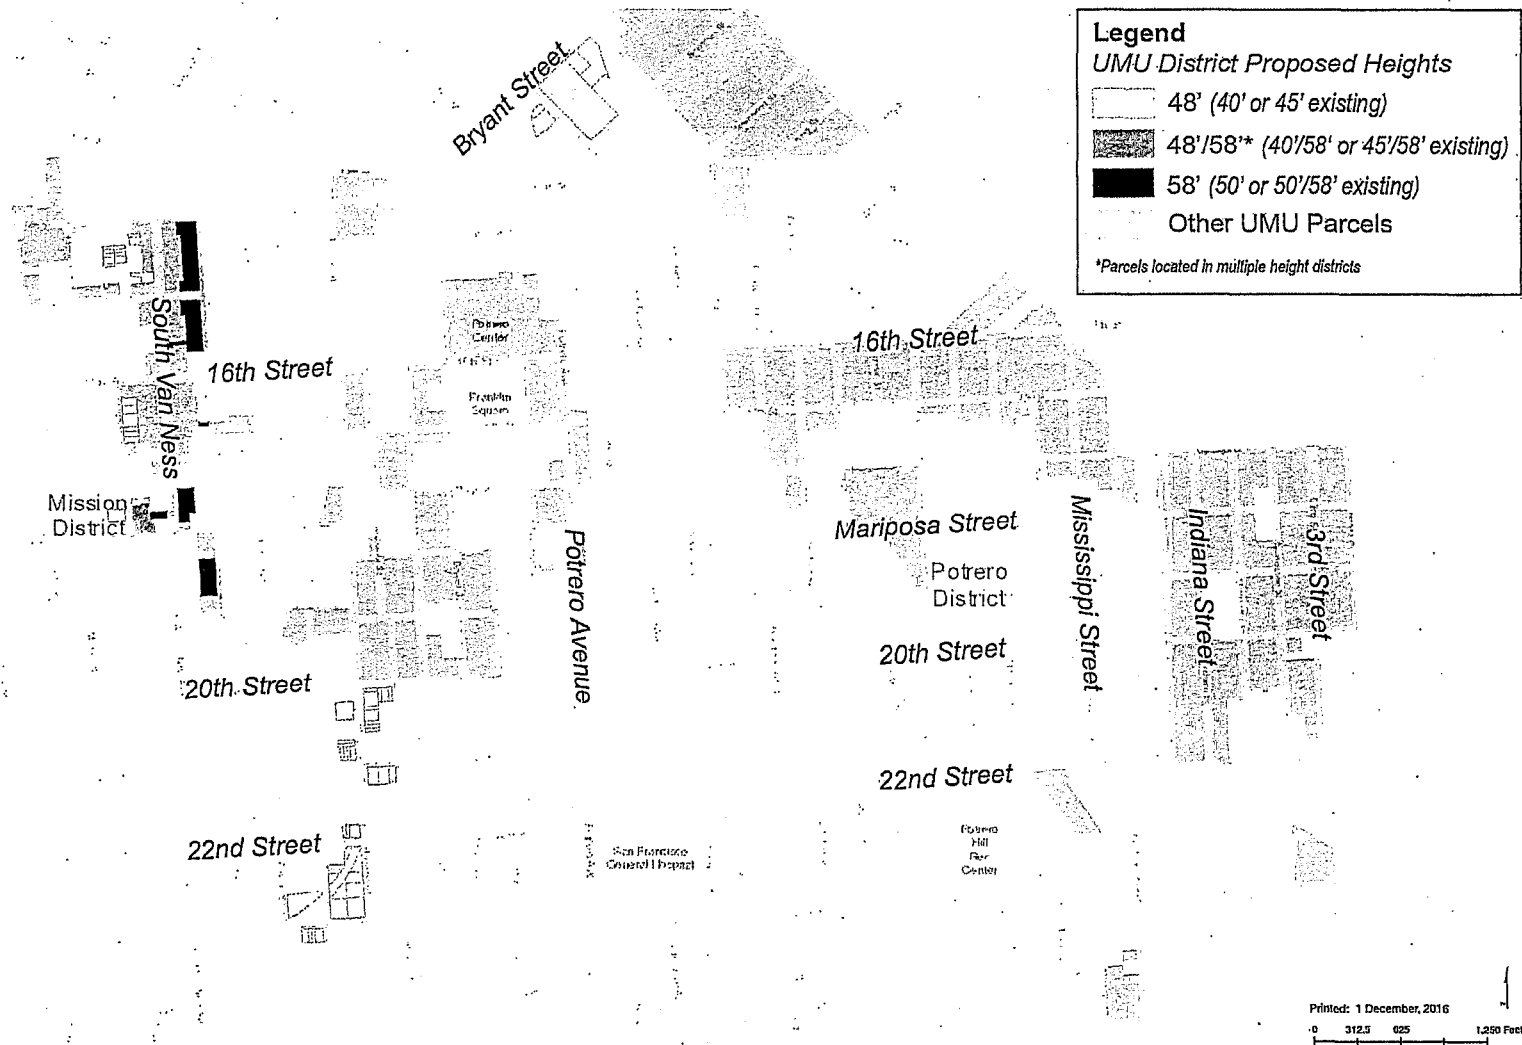 Legend
UMU District Proposed Heights
48' (40' or 45' existing)
48'/58'* (40'/58' or 45'/58' existing)
58' (50' or 50'/58' existing)
Other UMU Parcels
*Parcels located in multiple height districts
Bryant Street
South Van Ness
16th Street
Potrero
Center
Franklin
Square
16th Street
Mission
District
Potrero Avenue
Mariposa Street
Potrero
District
Mississippi Street
Indiana Street
3rd Street
20th Street
20th Street
22nd Street
22nd Street
San Francisco
General Hospital
Potrero
Hill
Rec
Center
Printed: 1 December, 2016
0 312.5 625 1,250 Feet